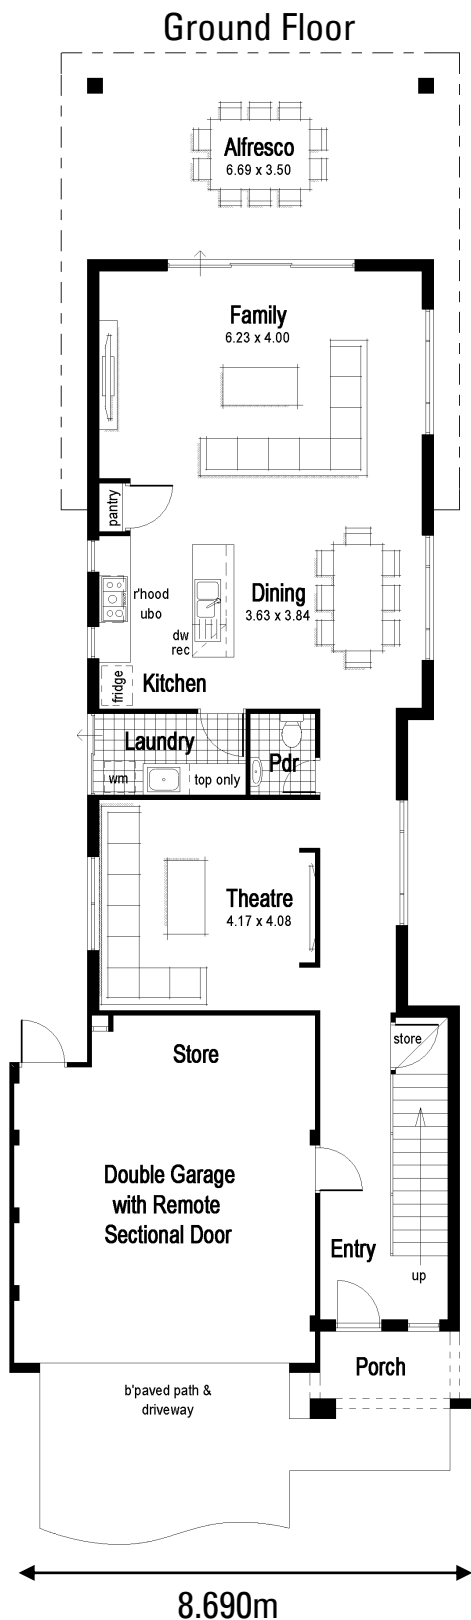 Ground Floor
Alfresco
6.69 x 3.50
Family
6.23 x 4.00
pantry
r'hood
ubo
Dining
3.63 x 3.84
dw
rec
fridge
Kitchen
Laundry
Pdr
wm
top only
Theatre
4.17 x 4.08
store
Store
Double Garage
with Remote
Sectional Door
Entry
up
Porch
b'paved path &
driveway
8.690m